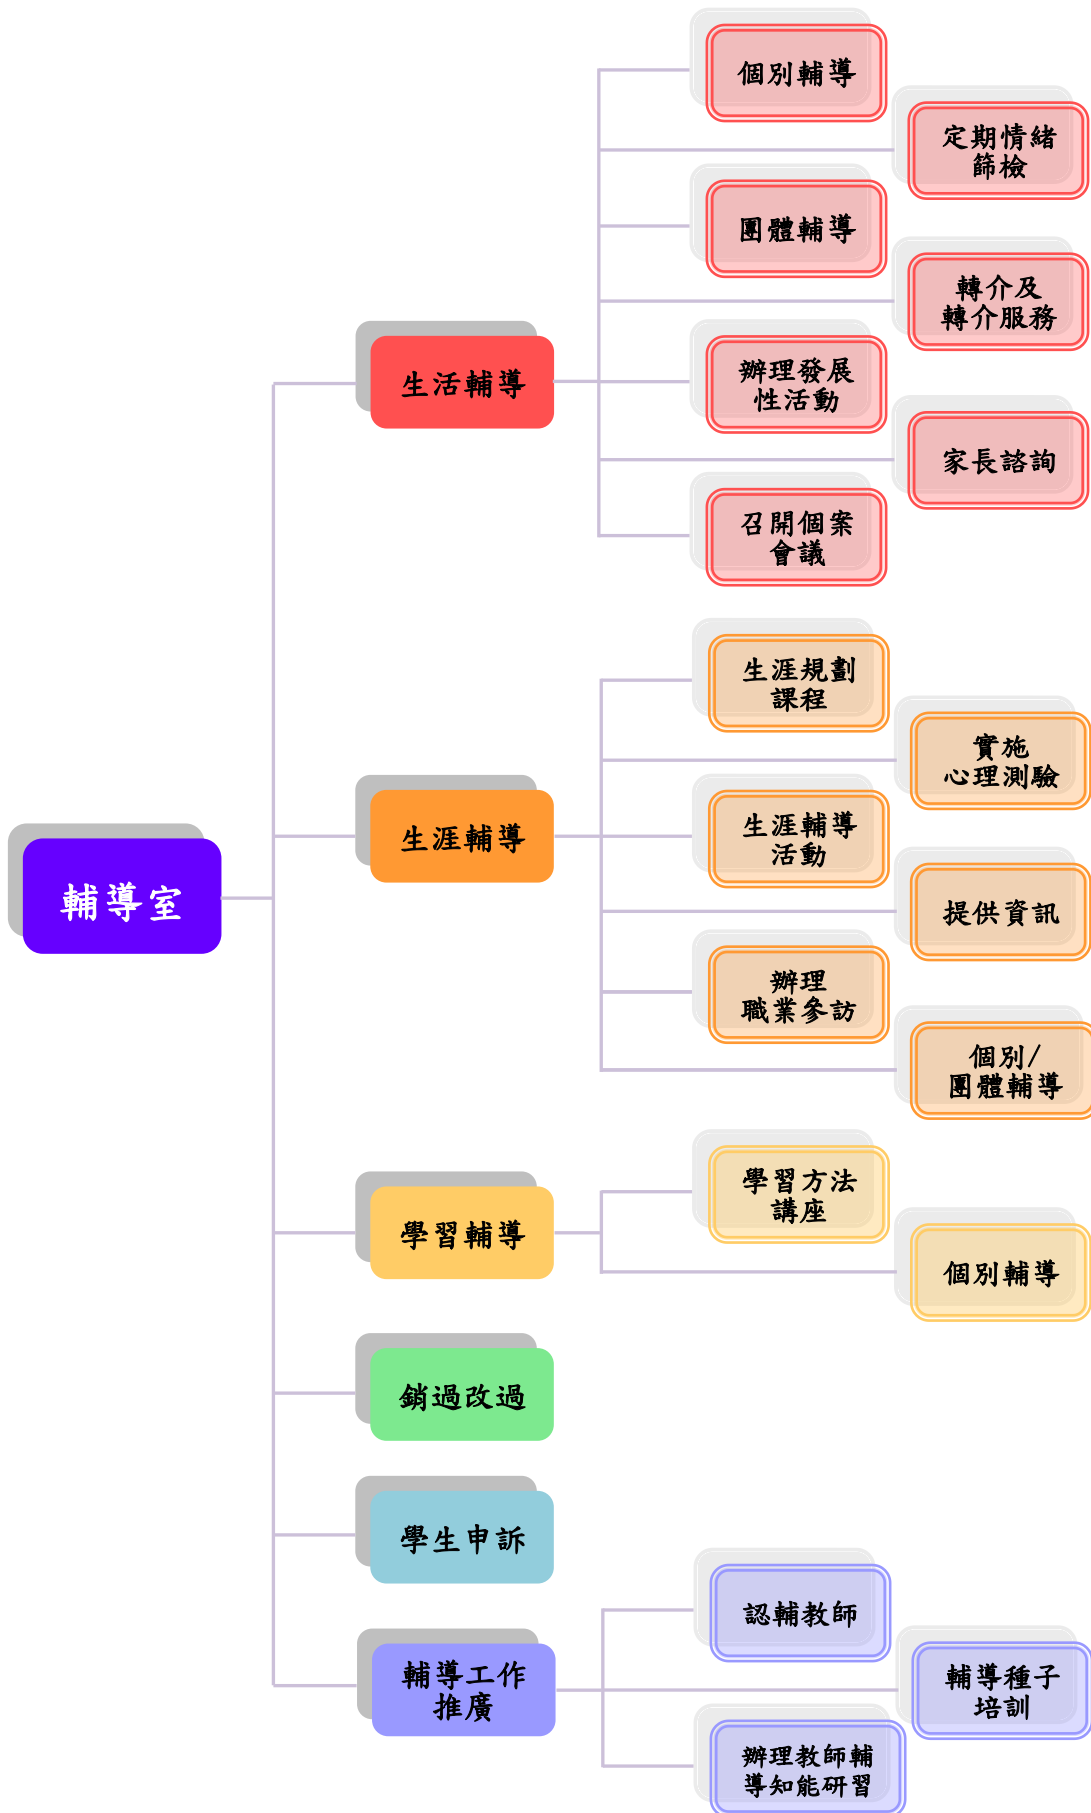 輔導室
生活輔導
個別輔導
定期情緒
篩檢
團體輔導
轉介及
轉介服務
辦理發展
性活動
家長諮詢
召開個案
會議
生涯輔導
生涯規劃
課程
實施
心理測驗
生涯輔導
活動
提供資訊
辦理
職業參訪
個別/
團體輔導
學習輔導
學習方法
講座
個別輔導
銷過改過
學生申訴
輔導工作
推廣
認輔教師
輔導種子
培訓
辦理教師輔
導知能研習